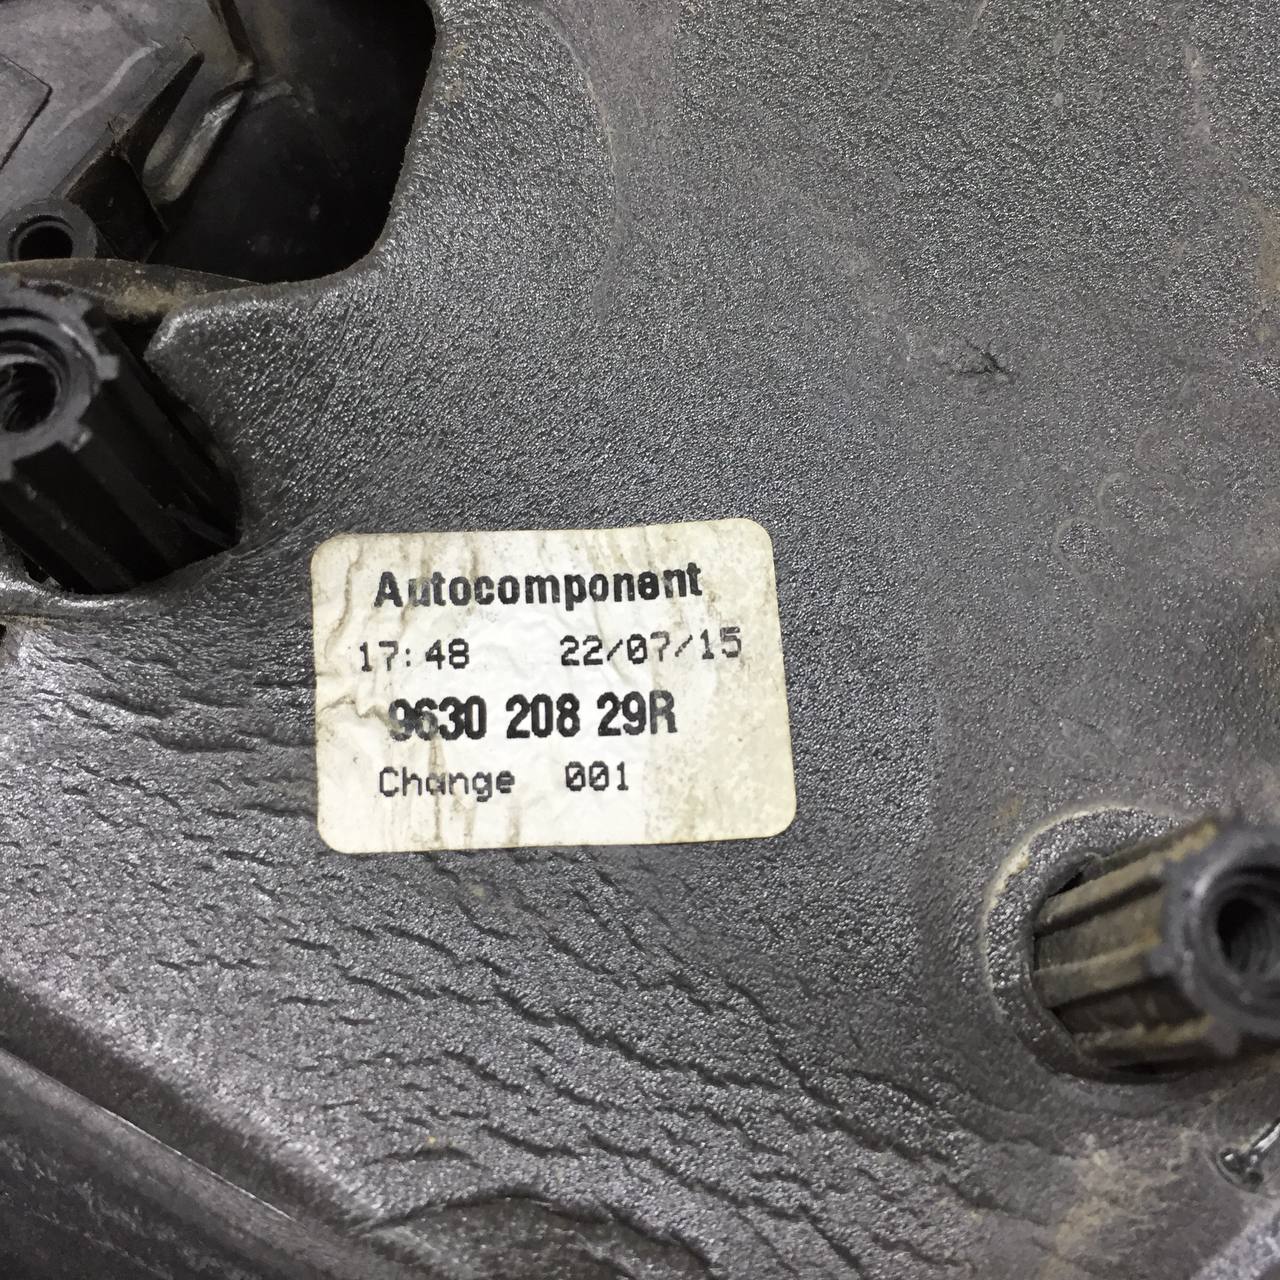 Autocomponent
17:48 22/07/15
9630 208 29R
Change 001